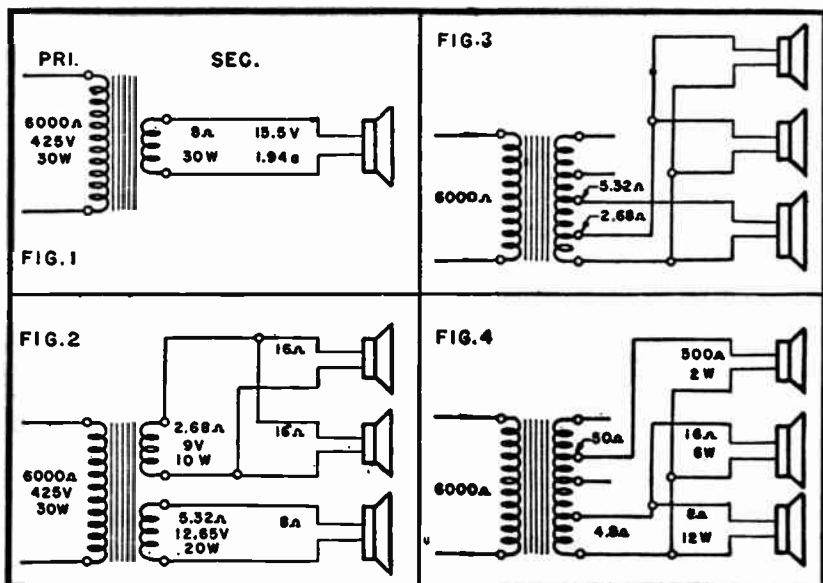 PRI.
SEC.
6000Ω
425V
30W
8Ω
15.5V
30W
1.94a
FIG.1
FIG.3
6000Ω
5.32Ω
2.68Ω
FIG.2
6000Ω
425V
30W
16Ω
16Ω
2.68Ω
9V
10W
5.32Ω
12.65V
20W
8Ω
FIG.4
6000Ω
50Ω
4.8Ω
500Ω
2W
16Ω
6W
8Ω
12W